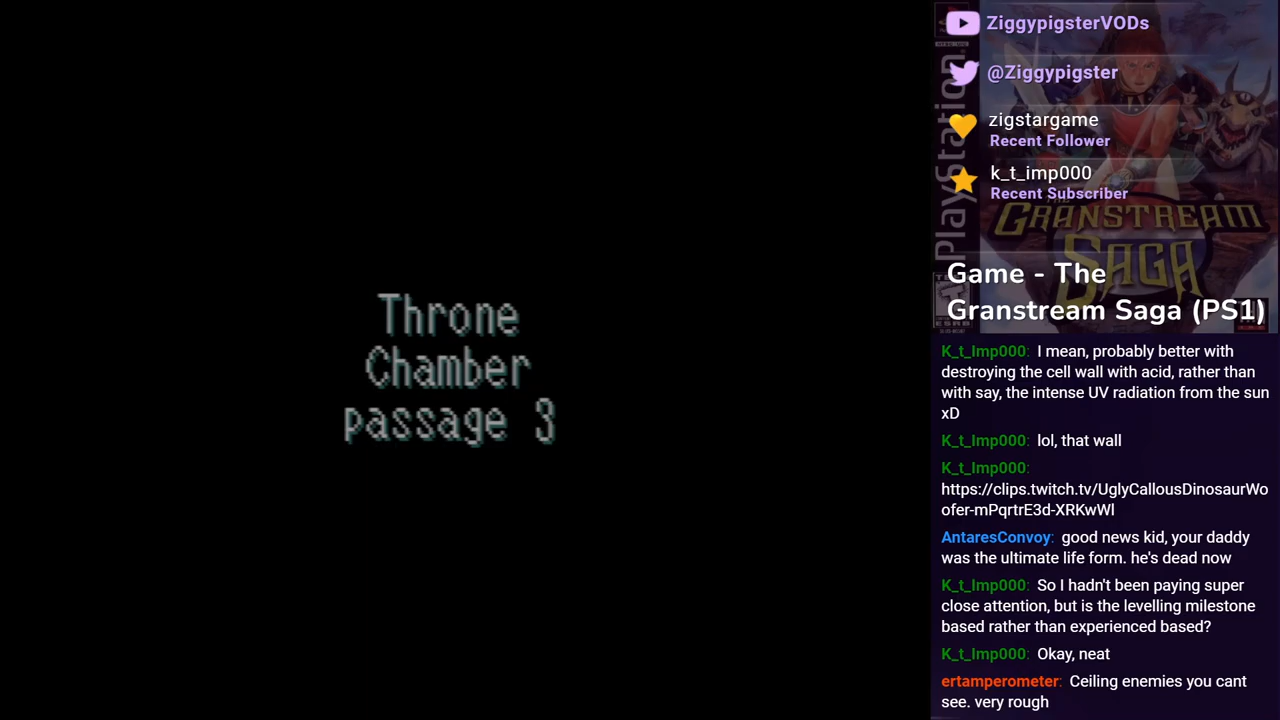 Throne
Chamber
passage 3
ZiggypigsterVODs
@Ziggypigster
zigstargame
Recent Follower
k_t_imp000
Recent Subscriber
PlayStation
THE
GRANSTREAM
SAGA
Game - The
Granstream Saga (PS1)
K_t_Imp000: I mean, probably better with
destroying the cell wall with acid, rather than
with say, the intense UV radiation from the sun
xD
K_t_Imp000: lol, that wall
K_t_Imp000:
https://clips.twitch.tv/UglyCallousDinosaurWo
ofer-mPqrtrE3d-XRKwWl
AntaresConvoy: good news kid, your daddy
was the ultimate life form. he's dead now
K_t_Imp000: So I hadn't been paying super
close attention, but is the levelling milestone
based rather than experienced based?
K_t_Imp000: Okay, neat
ertamperometer: Ceiling enemies you cant
see. very rough